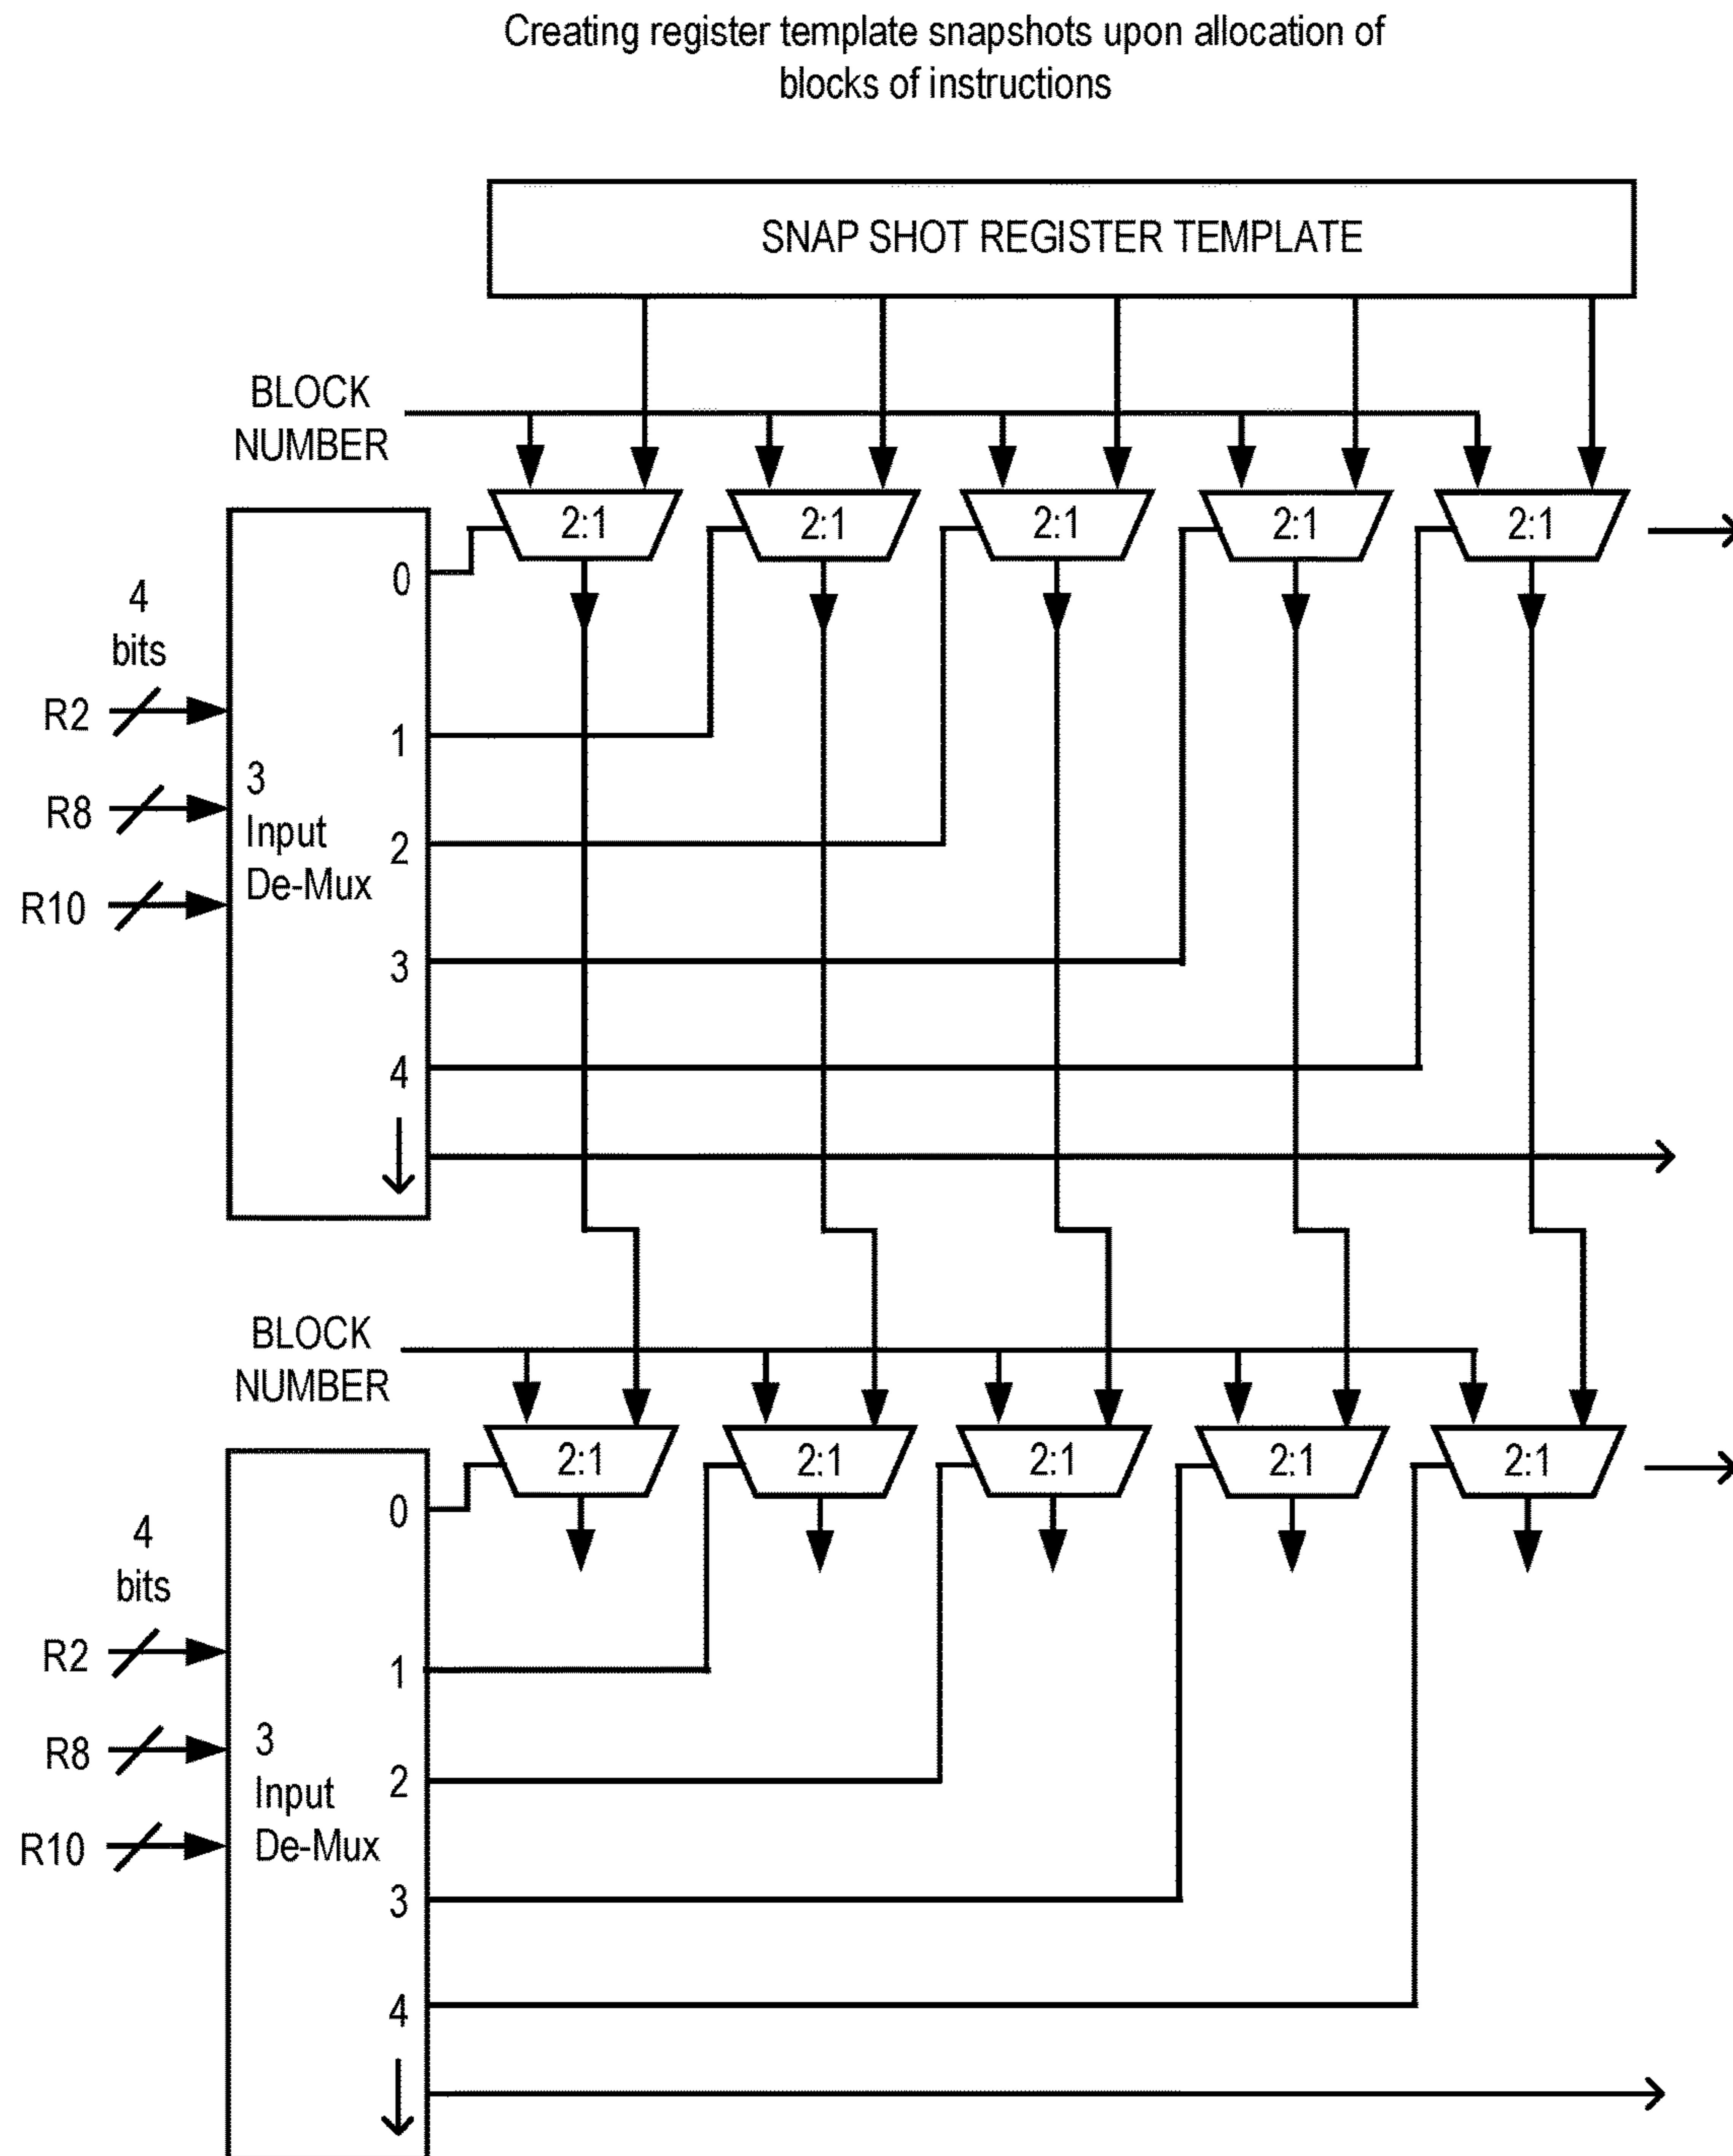 Creating register template snapshots upon allocation of
blocks of instructions
SNAP SHOT REGISTER TEMPLATE
BLOCK
NUMBER
2:1
2:1
2:1
2:1
2:1
0
4
bits
R2
1
3
Input
De-Mux
R8
2
R10
3
4
BLOCK
NUMBER
2:1
2:1
2:1
2:1
2:1
0
4
bits
R2
1
3
Input
De-Mux
R8
2
R10
3
4